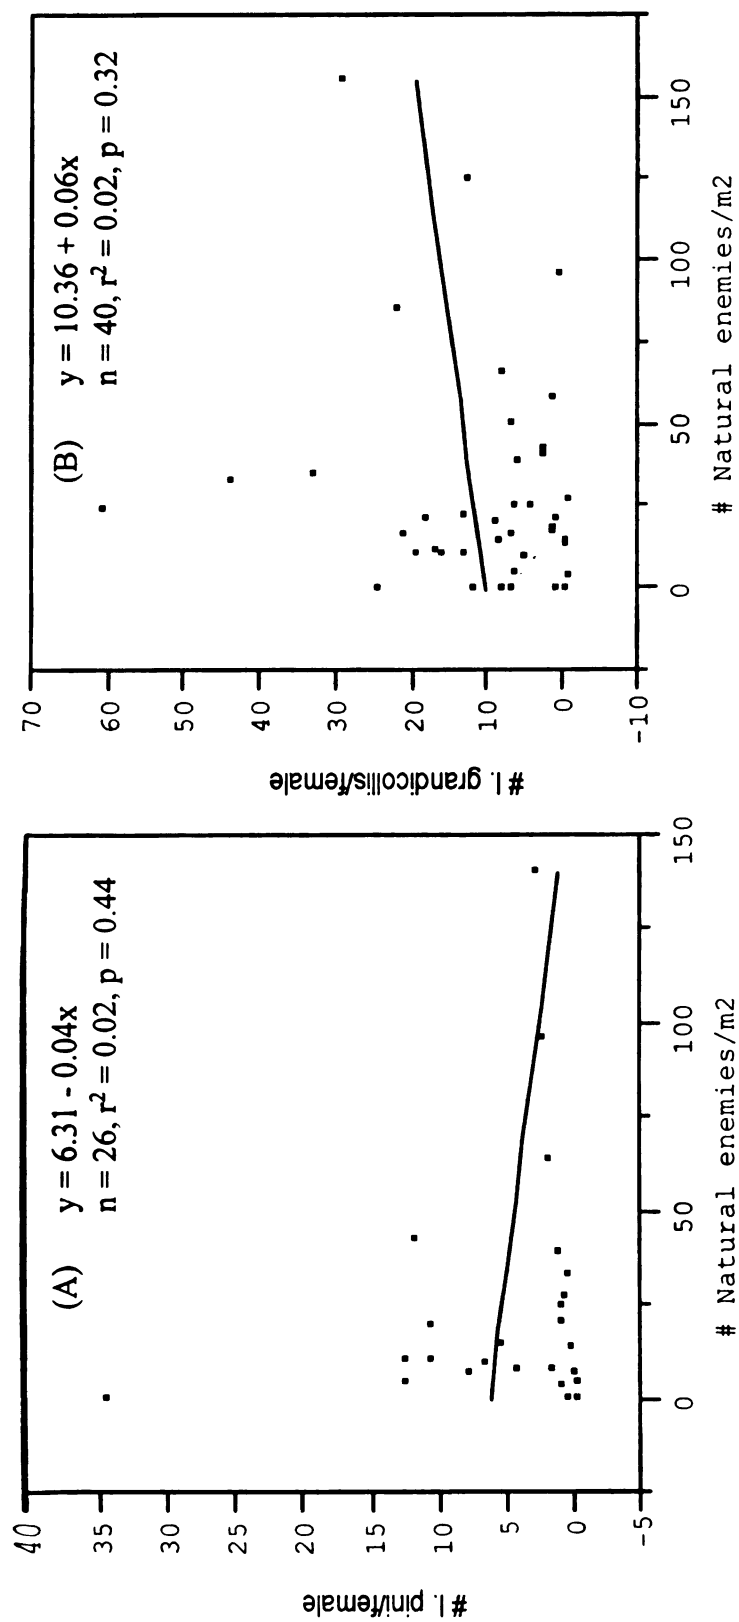 (A)
y = 6.31 - 0.04x
n = 26, r² = 0.02, p = 0.44
40
35
30
25
20
15
10
5
0
-5
# I. pini/female
0
50
100
150
# Natural enemies/m2
(B)
y = 10.36 + 0.06x
n = 40, r² = 0.02, p = 0.32
70
60
50
40
30
20
10
0
-10
# I. grandicollis/female
0
50
100
150
# Natural enemies/m2